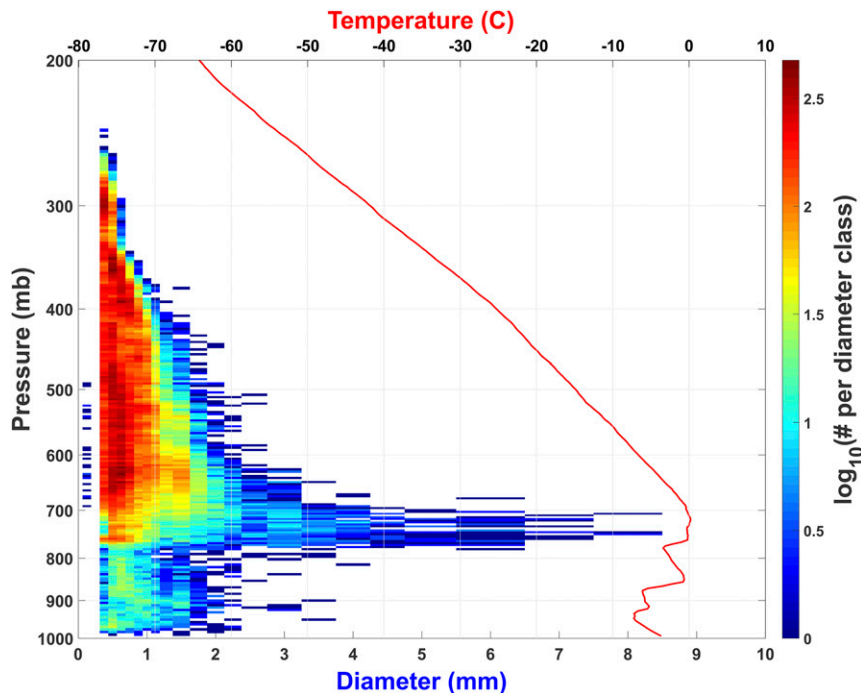 Temperature (C)
-80 -70 -60 -50 -40 -30 -20 -10 0 10
200
300
400
500
600
700
800
900
1000
Pressure (mb)
0 1 2 3 4 5 6 7 8 9 10
Diameter (mm)
2.5
2
1.5
1
0.5
0
log10(# per diameter class)